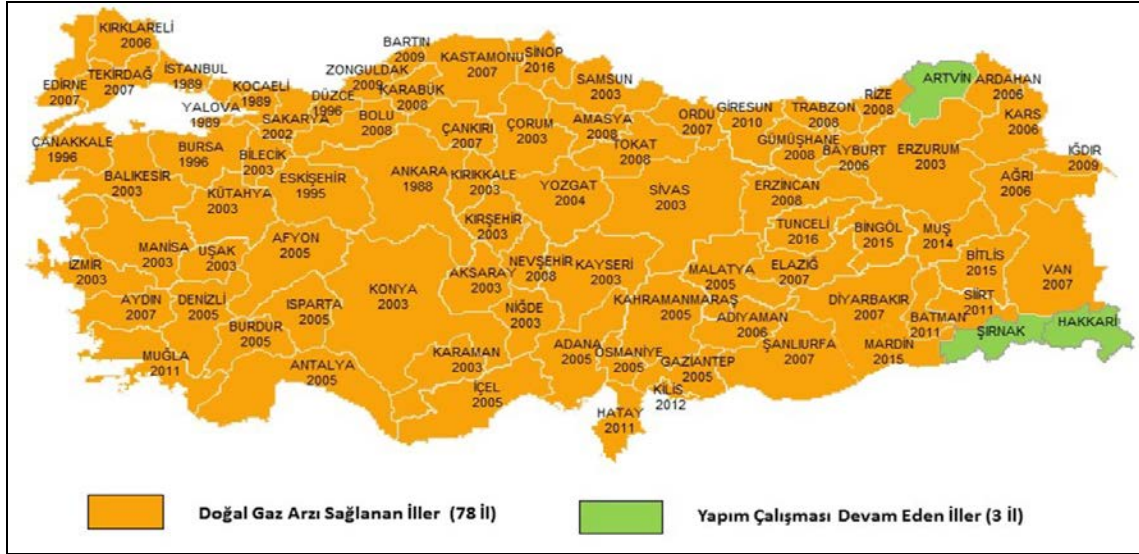 KIRKLARELİ
2006
EDİRNE
2007
TEKİRDAĞ
2007
ISTANBUL
1989
KOCAELİ
1989
YALOVA
1989
SAKARYA
2002
DÜZCE
1996
ZONGULDAK
2009
BARTIN
2009
KARABÜK
2008
BOLU
2008
KASTAMONU
2007
SİNOP
2016
ÇANKIRI
2007
ÇORUM
2003
SAMSUN
2003
AMASYA
2008
TOKAT
2008
ORDU
2007
GİRESUN
2010
TRABZON
2008
GÜMÜŞHANE
2008
BAYBURT
2006
RİZE
2008
ARTVİN
ARDAHAN
2006
KARS
2006
IĞDIR
2009
ERZURUM
2003
AĞRI
2006
ÇANAKKALE
1996
BALIKESİR
2003
BURSA
1996
BİLECİK
2003
KÜTAHYA
2003
ESKİŞEHİR
1995
ANKARA
1988
KIRIKKALE
2003
KIRŞEHİR
2003
YOZGAT
2004
SİVAS
2003
ERZİNCAN
2008
TUNCELİ
2016
BİNGÖL
2015
MUŞ
2014
BİTLİS
2015
VAN
2007
İZMİR
2003
MANİSA
2003
UŞAK
2003
AFYON
2005
KONYA
2003
AKSARAY
2003
NEVŞEHİR
2008
KAYSERİ
2003
MALATYA
2005
ELAZIĞ
2007
DİYARBAKIR
2007
BATMAN
2011
SİİRT
2011
ŞIRNAK
HAKKARİ
AYDIN
2007
DENİZLİ
2005
BURDUR
2005
ISPARTA
2005
NİĞDE
2003
KAHRAMANMARAŞ
2005
ADIYAMAN
2006
ŞANLIURFA
2007
MARDİN
2015
MUĞLA
2011
ANTALYA
2005
KARAMAN
2003
İÇEL
2005
ADANA
2005
OSMANİYE
2005
GAZİANTEP
2005
KİLİS
2012
HATAY
2011
Doğal Gaz Arzı Sağlanan İller (78 İl)
Yapım Çalışması Devam Eden İller (3 İl)